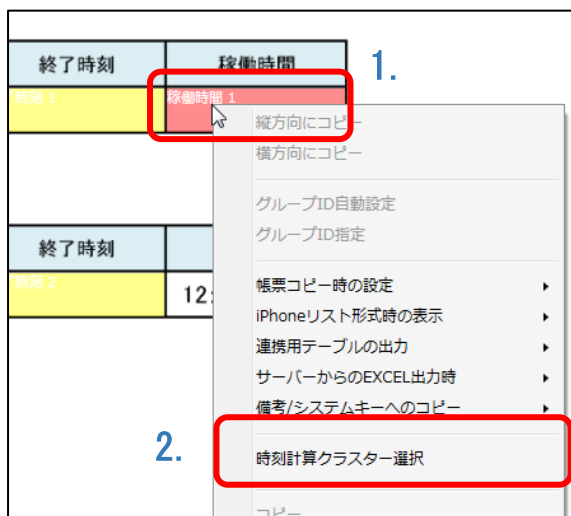 終了時刻 稼働時間 1.
時刻 1 稼働時間 1
縦方向にコピー
横方向にコピー
グループID自動設定
グループID指定
終了時刻
時刻 2 12:
帳票コピー時の設定
iPhoneリスト形式時の表示
連携用テーブルの出力
サーバーからのEXCEL出力時
備考/システムキーへのコピー
2. 時刻計算クラスター選択
コピー